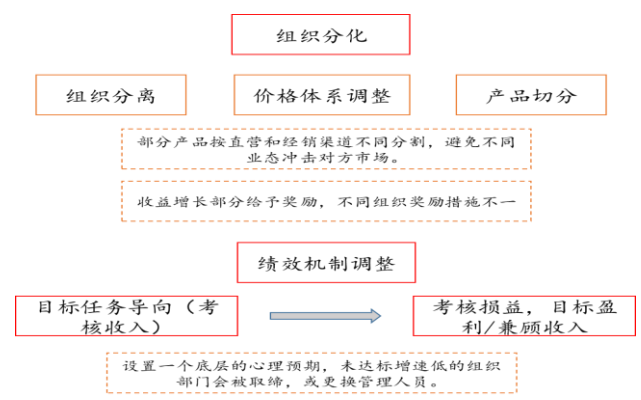 组织分化
组织分离
价格体系调整
产品切分
部分产品按直营和经销渠道不同分割，避免不同
业态冲击对方市场。
收益增长部分给予奖励，不同组织奖励措施不一
绩效机制调整
目标任务导向（考
核收入）
考核损益，目标盈
利/兼顾收入
设置一个底层的心理预期，未达标增速低的组织
部门会被取缔，或更换管理人员。